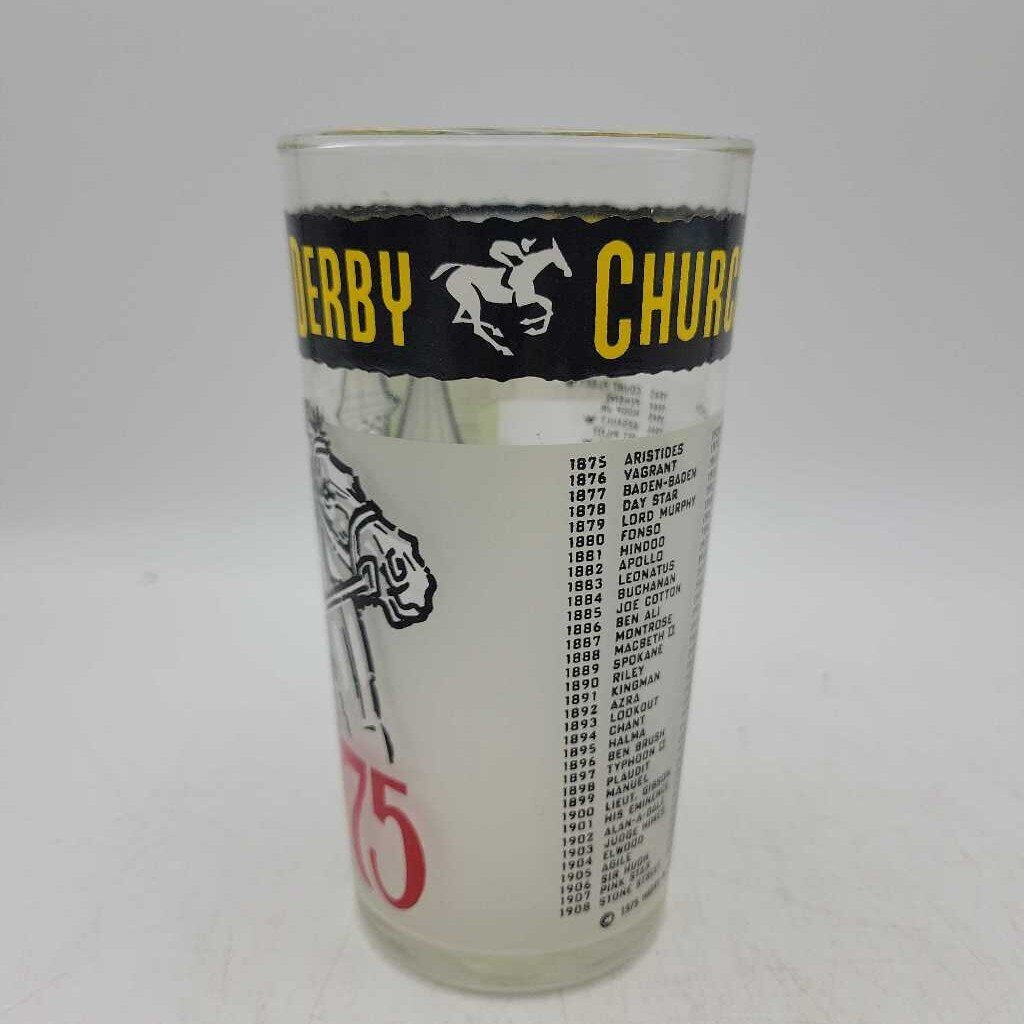 DERBY CHURC
1875 ARISTIDES
1876 VAGRANT
1877 BADEN-BADEN
1878 DAY STAR
1879 LORD MURPHY
1880 FONSO
1881 HINDOO
1882 APOLLO
1883 LEONATUS
1884 BUCHANAN
1885 JOE COTTON
1886 BEN ALI
1887 MONTROSE
1888 MACBETH II
1889 SPOKANE
1890 RILEY
1891 KINGMAN
1892 AZRA
1893 LOOKOUT
1894 CHANT
1895 HALMA
1896 BEN BRUSH
1897 TYPHOON II
1898 PLAUDIT
1899 MANUEL
1900 LIEUT. GIBSON
1901 HIS EMINENCE
1902 ALAN-A-DALE
1903 JUDGE HIMES
1904 ELWOOD
1905 AGILE
1906 SIR HUON
1907 PINK STAR
1908 STONE STREET
© 1975
75